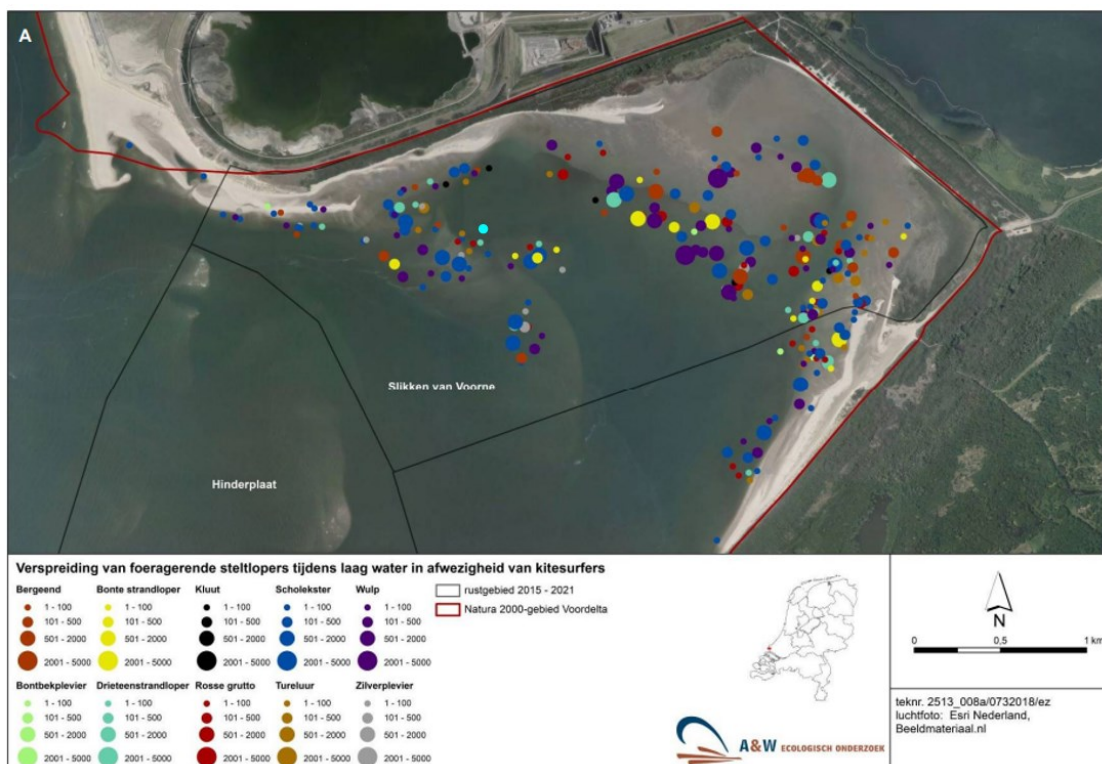 A
Slikken van Voorne
Hinderplaat
Verspreiding van foeragerende steltlopers tijdens laag water in afwezigheid van kitesurfers
Bergeend
1 - 100
101 - 500
501 - 2000
2001 - 5000
Bonte strandloper
1 - 100
101 - 500
501 - 2000
2001 - 5000
Kluut
1 - 100
101 - 500
501 - 2000
2001 - 5000
Scholekster
1 - 100
101 - 500
501 - 2000
2001 - 5000
Wulp
1 - 100
101 - 500
501 - 2000
2001 - 5000
Bontbekplevier
1 - 100
101 - 500
501 - 2000
2001 - 5000
Drieteenstrandloper
1 - 100
101 - 500
501 - 2000
2001 - 5000
Rosse grutto
1 - 100
101 - 500
501 - 2000
2001 - 5000
Tureluur
1 - 100
101 - 500
501 - 2000
2001 - 5000
Zilverplevier
1 - 100
101 - 500
501 - 2000
2001 - 5000
rustgebied 2015 - 2021
Natura 2000-gebied Voordelta
A&W ECOLOGISCH ONDERZOEK
N
0 0,5 1 km
teknr. 2513_008a/0732018/ez
luchtfoto: Esri Nederland,
Beeldmateriaal.nl